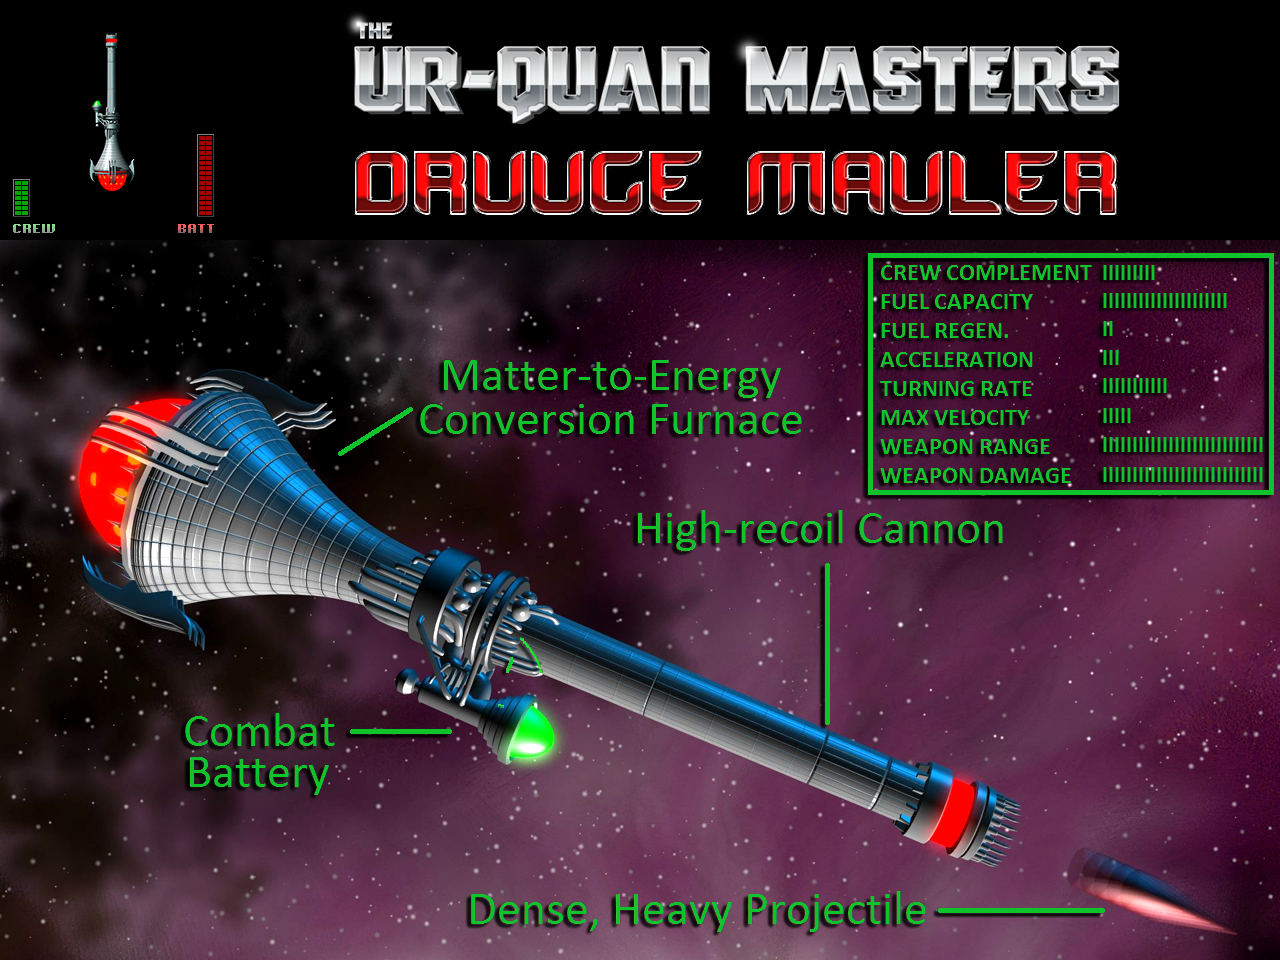 THE
UR-QUAN MASTERS
DRUUGE MAULER
CREW
BATT
CREW COMPLEMENT
FUEL CAPACITY
FUEL REGEN.
ACCELERATION
TURNING RATE
MAX VELOCITY
WEAPON RANGE
WEAPON DAMAGE
Matter-to-Energy
Conversion Furnace
High-recoil Cannon
Combat
Battery
Dense, Heavy Projectile